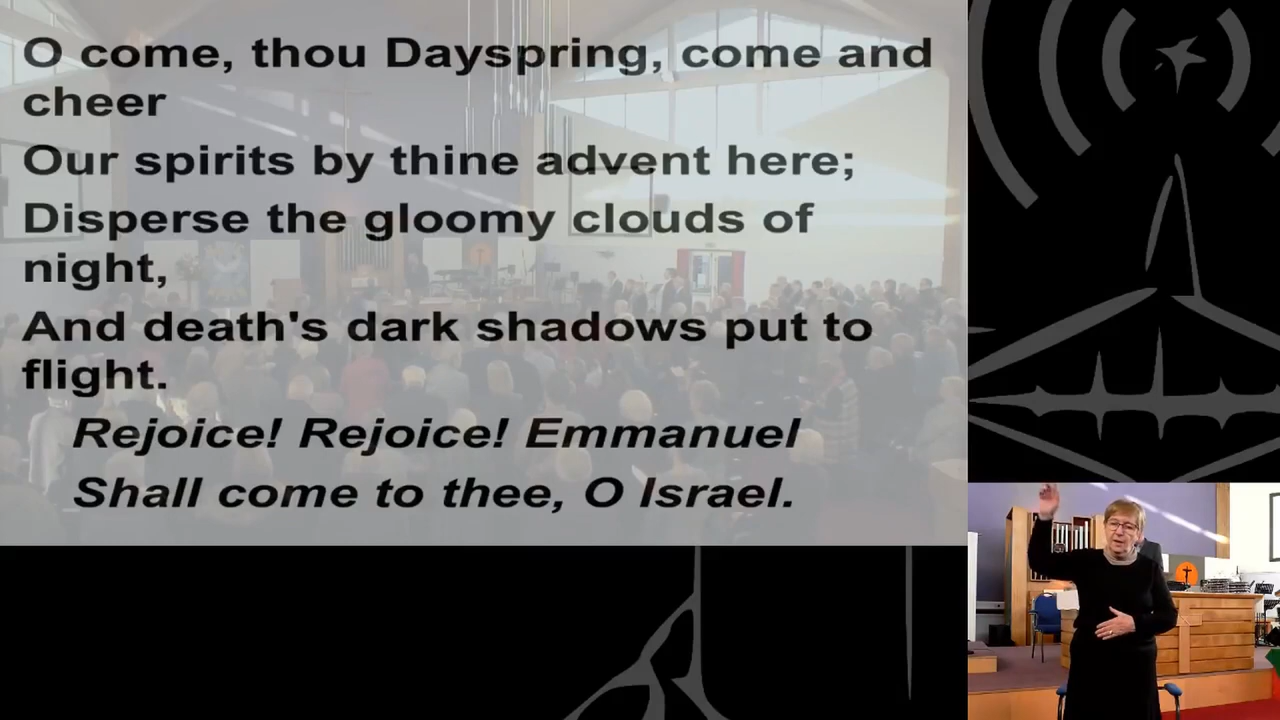 O come, thou Dayspring, come and
cheer
Our spirits by thine advent here;
Disperse the gloomy clouds of
night,
And death's dark shadows put to
flight.
Rejoice! Rejoice! Emmanuel
Shall come to thee, O Israel.